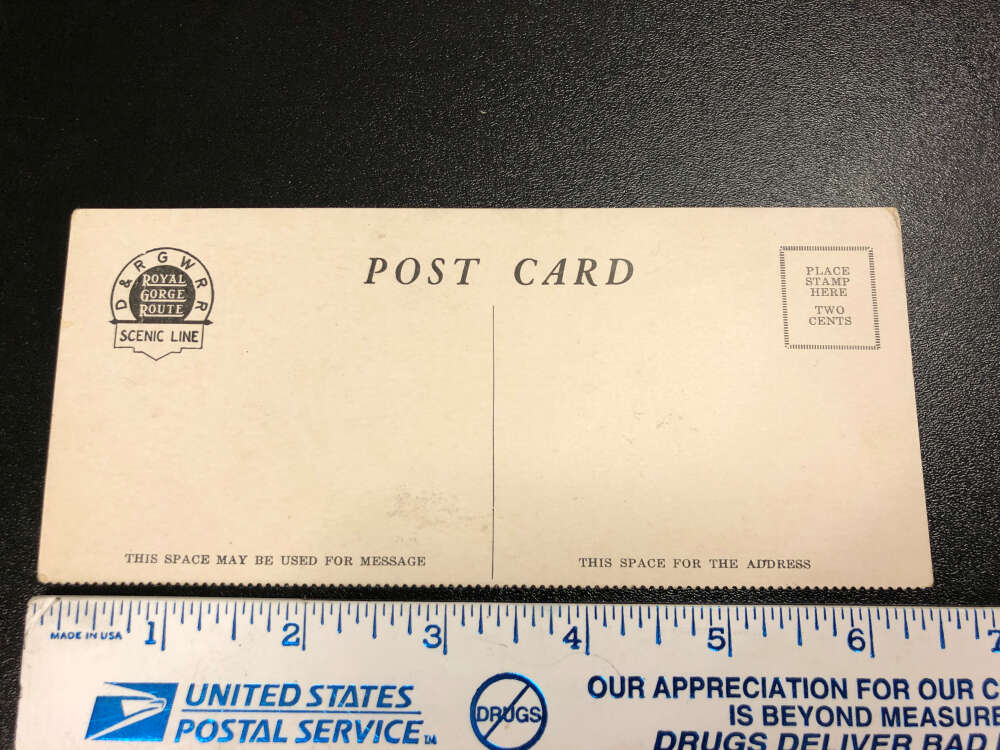 D & R G W R R
ROYAL
GORGE
ROUTE
SCENIC LINE
POST CARD
PLACE
STAMP
HERE
TWO
CENTS
THIS SPACE MAY BE USED FOR MESSAGE
THIS SPACE FOR THE ADDRESS
MADE IN USA 1 2 3 4 5 6 7
UNITED STATES
POSTAL SERVICE TM
DRUGS
OUR APPRECIATION FOR OUR C
IS BEYOND MEASURE
DRUGS DELIVER BAD